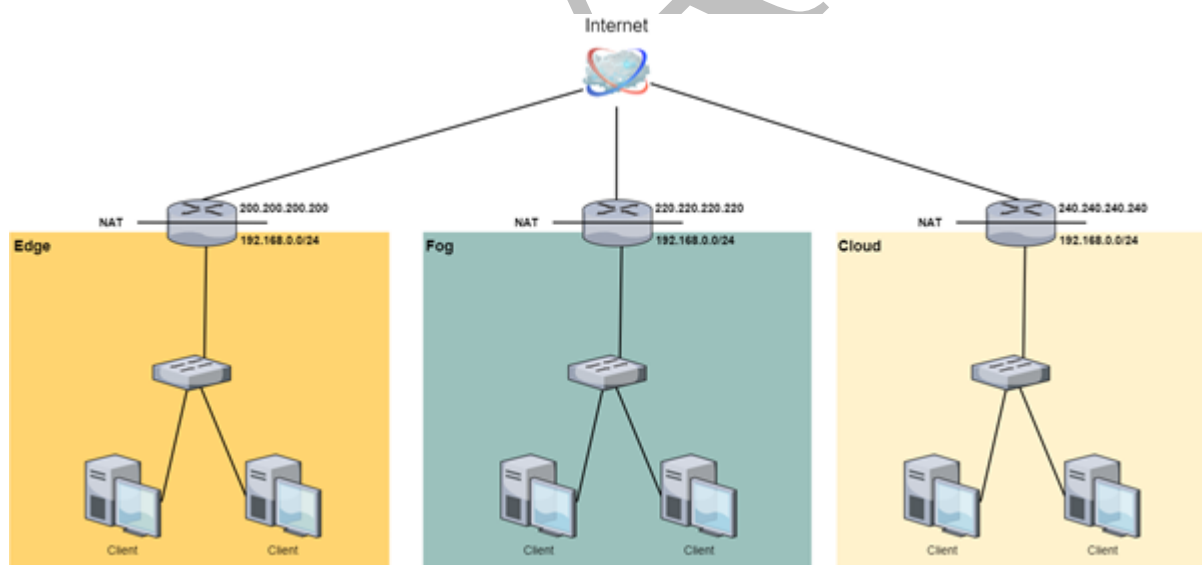 Internet
200.200.200.200
220.220.220.220
240.240.240.240
NAT
NAT
NAT
192.168.0.0/24
192.168.0.0/24
192.168.0.0/24
Edge
Fog
Cloud
Client
Client
Client
Client
Client
Client